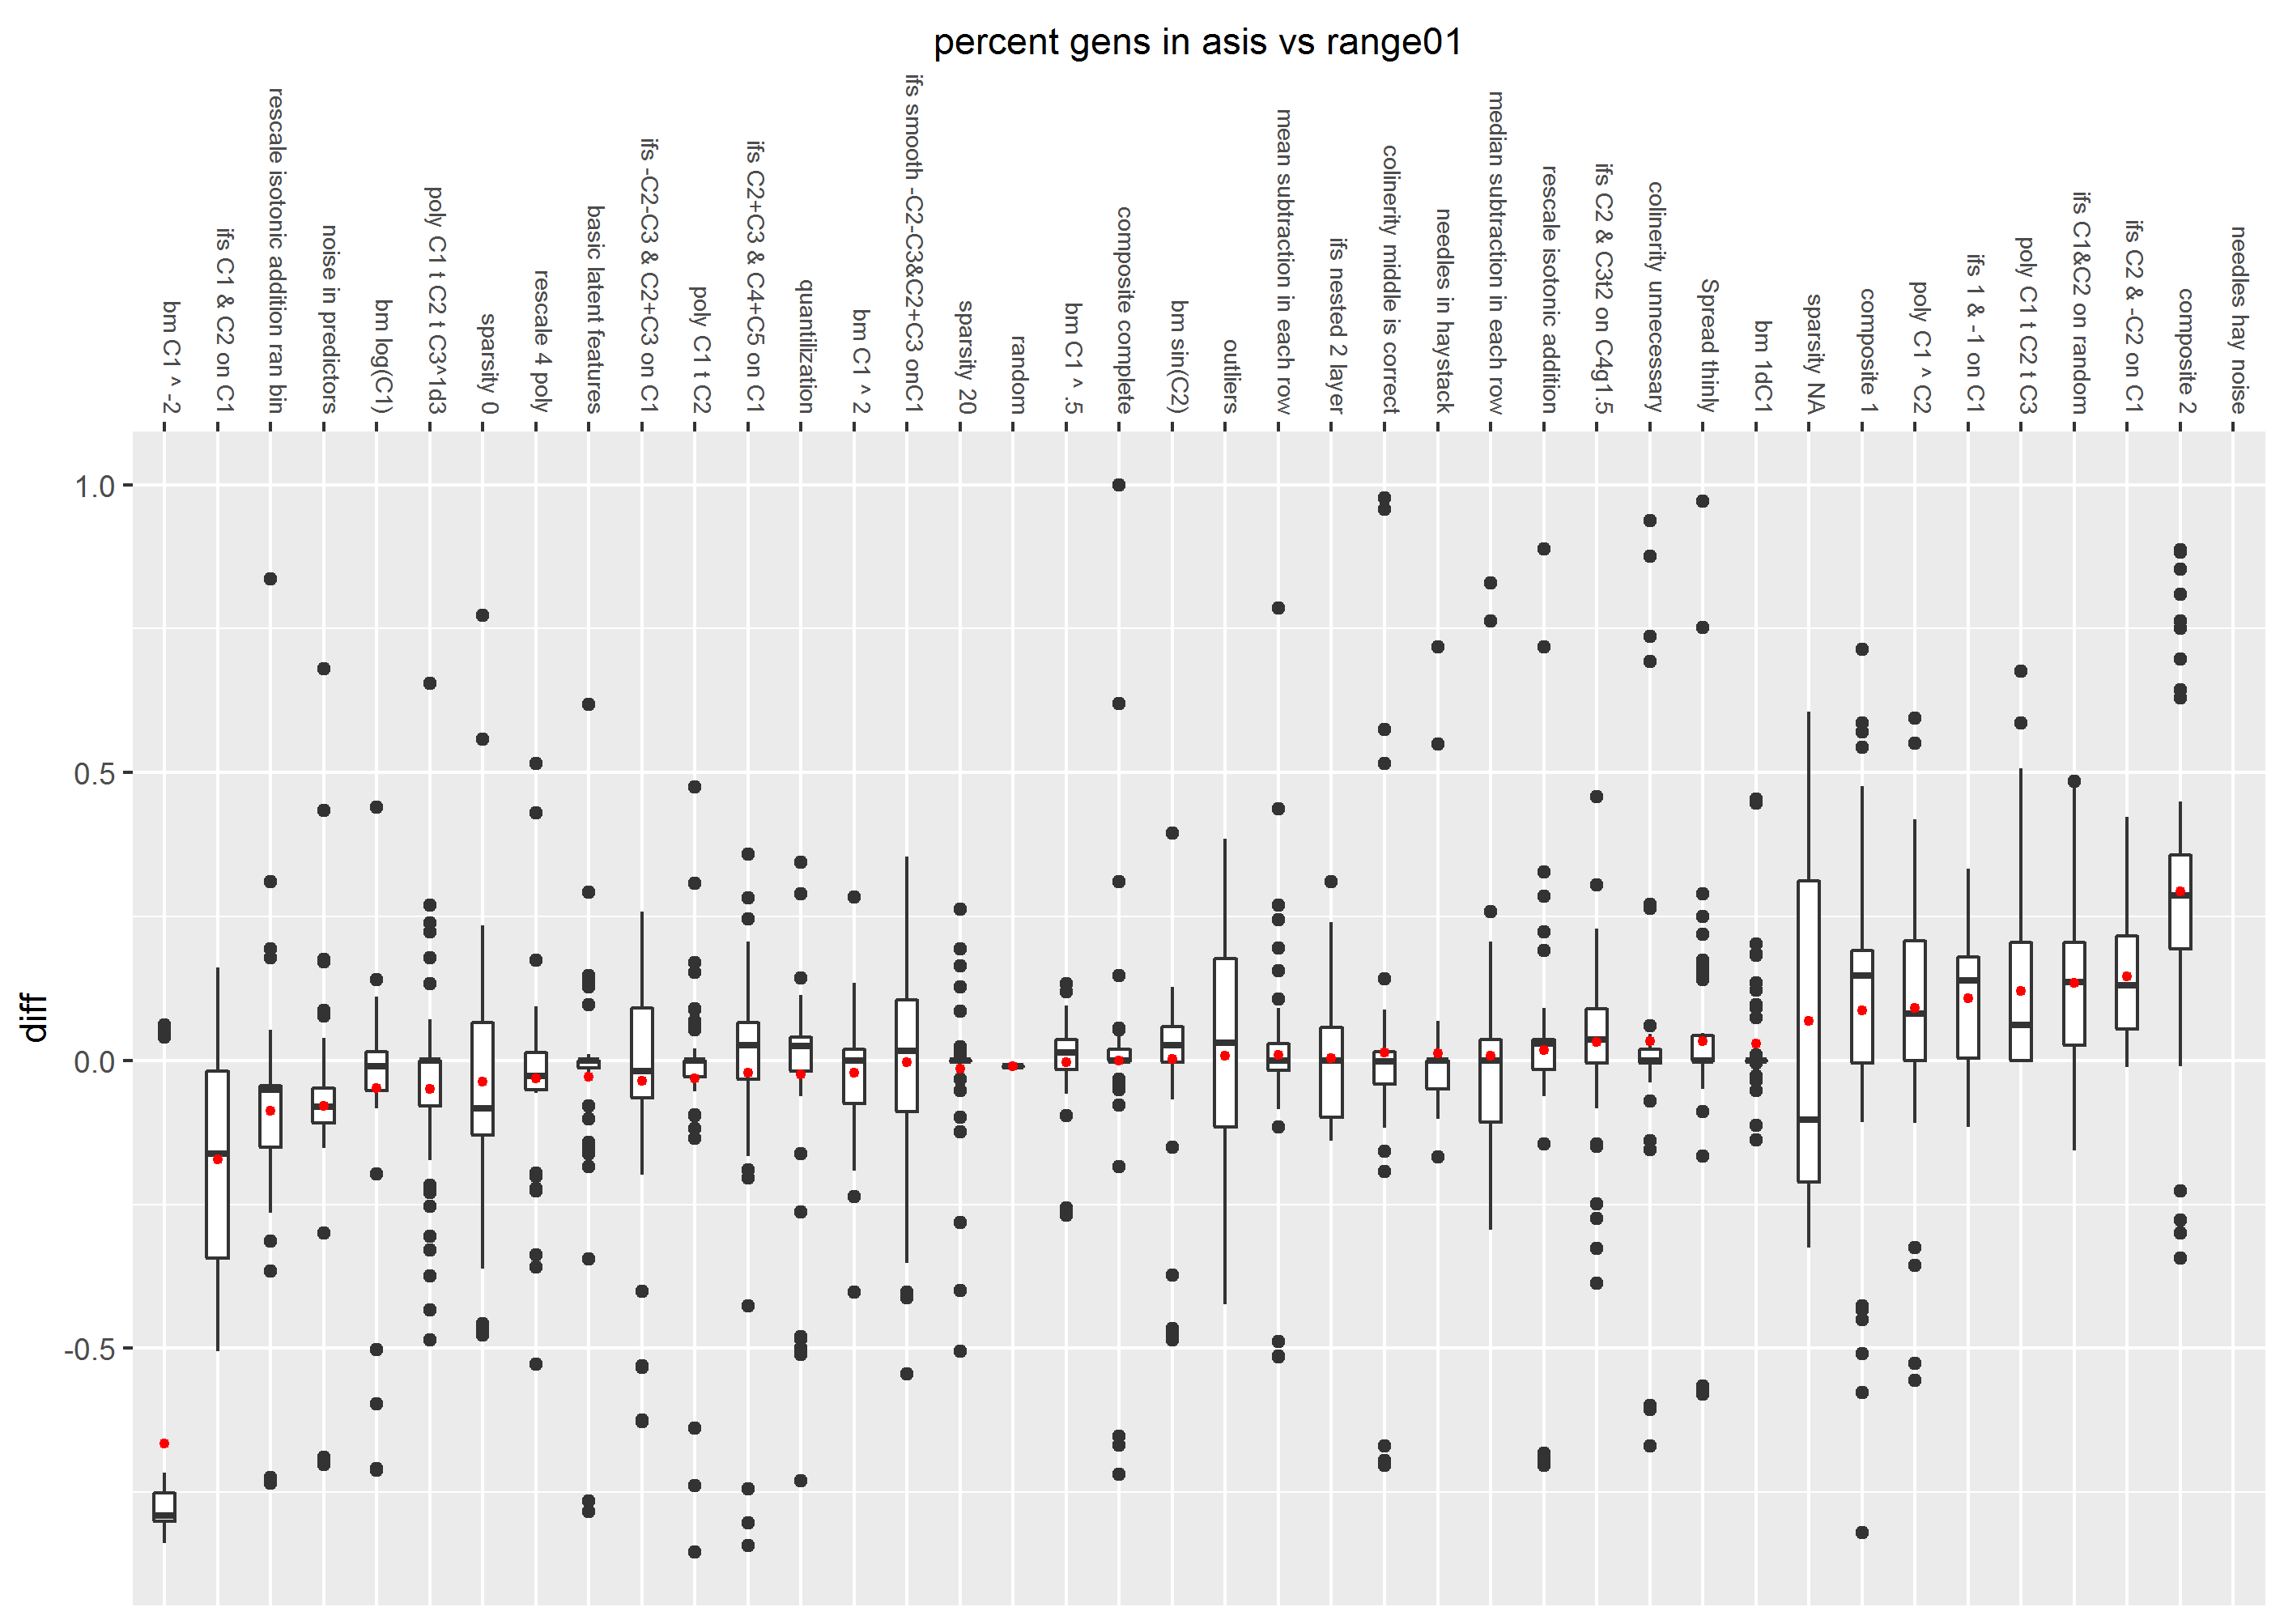 percent gens in asis vs range01
bm C1 ^ -2
ifs C1 & C2 on C1
rescale isotonic addition ran bin
noise in predictors
bm log(C1)
poly C1 t C2 t C3^1d3
sparsity 0
rescale 4 poly
basic latent features
ifs -C2-C3 & C2+C3 on C1
poly C1 t C2
ifs C2+C3 & C4+C5 on C1
quantilization
bm C1 ^ 2
ifs smooth -C2-C3&C2+C3 onC1
sparsity 20
random
bm C1 ^ .5
composite complete
bm sin(C2)
outliers
mean subtraction in each row
ifs nested 2 layer
colinerity middle is correct
needles in haystack
median subtraction in each row
rescale isotonic addition
ifs C2 & C3t2 on C4g1.5
colinerity unnecessary
Spread thinly
bm 1dC1
sparsity NA
composite 1
poly C1 ^ C2
ifs 1 & -1 on C1
poly C1 t C2 t C3
ifs C1&C2 on random
ifs C2 & -C2 on C1
composite 2
needles hay noise
1.0
0.5
0.0
-0.5
diff